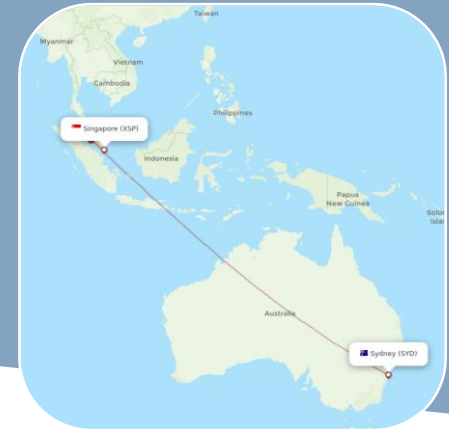 Taiwan
Myanmar
Vietnam
Cambodia
Philippines
Singapore (XSP)
Indonesia
Papua
New Guinea
Australia
Sydney (SYD)